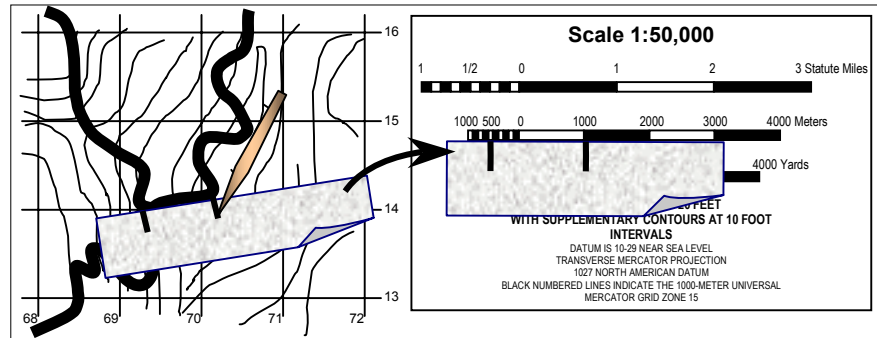 16
15
14
13
68 69 70 71 72
Scale 1:50,000
1 1/2 0 1 2 3 Statute Miles
1000 500 0 1000 2000 3000 4000 Meters
4000 Yards
FEET
WITH SUPPLEMENTARY CONTOURS AT 10 FOOT
INTERVALS
DATUM IS 10-29 NEAR SEA LEVEL
TRANSVERSE MERCATOR PROJECTION
1027 NORTH AMERICAN DATUM
BLACK NUMBERED LINES INDICATE THE 1000-METER UNIVERSAL
MERCATOR GRID ZONE 15